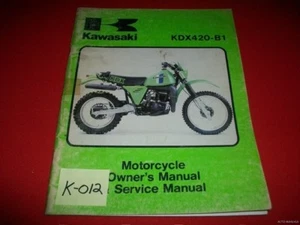 Kawasaki
KDX420-B1
Motorcycle
Owner's Manual
Service Manual
K-012